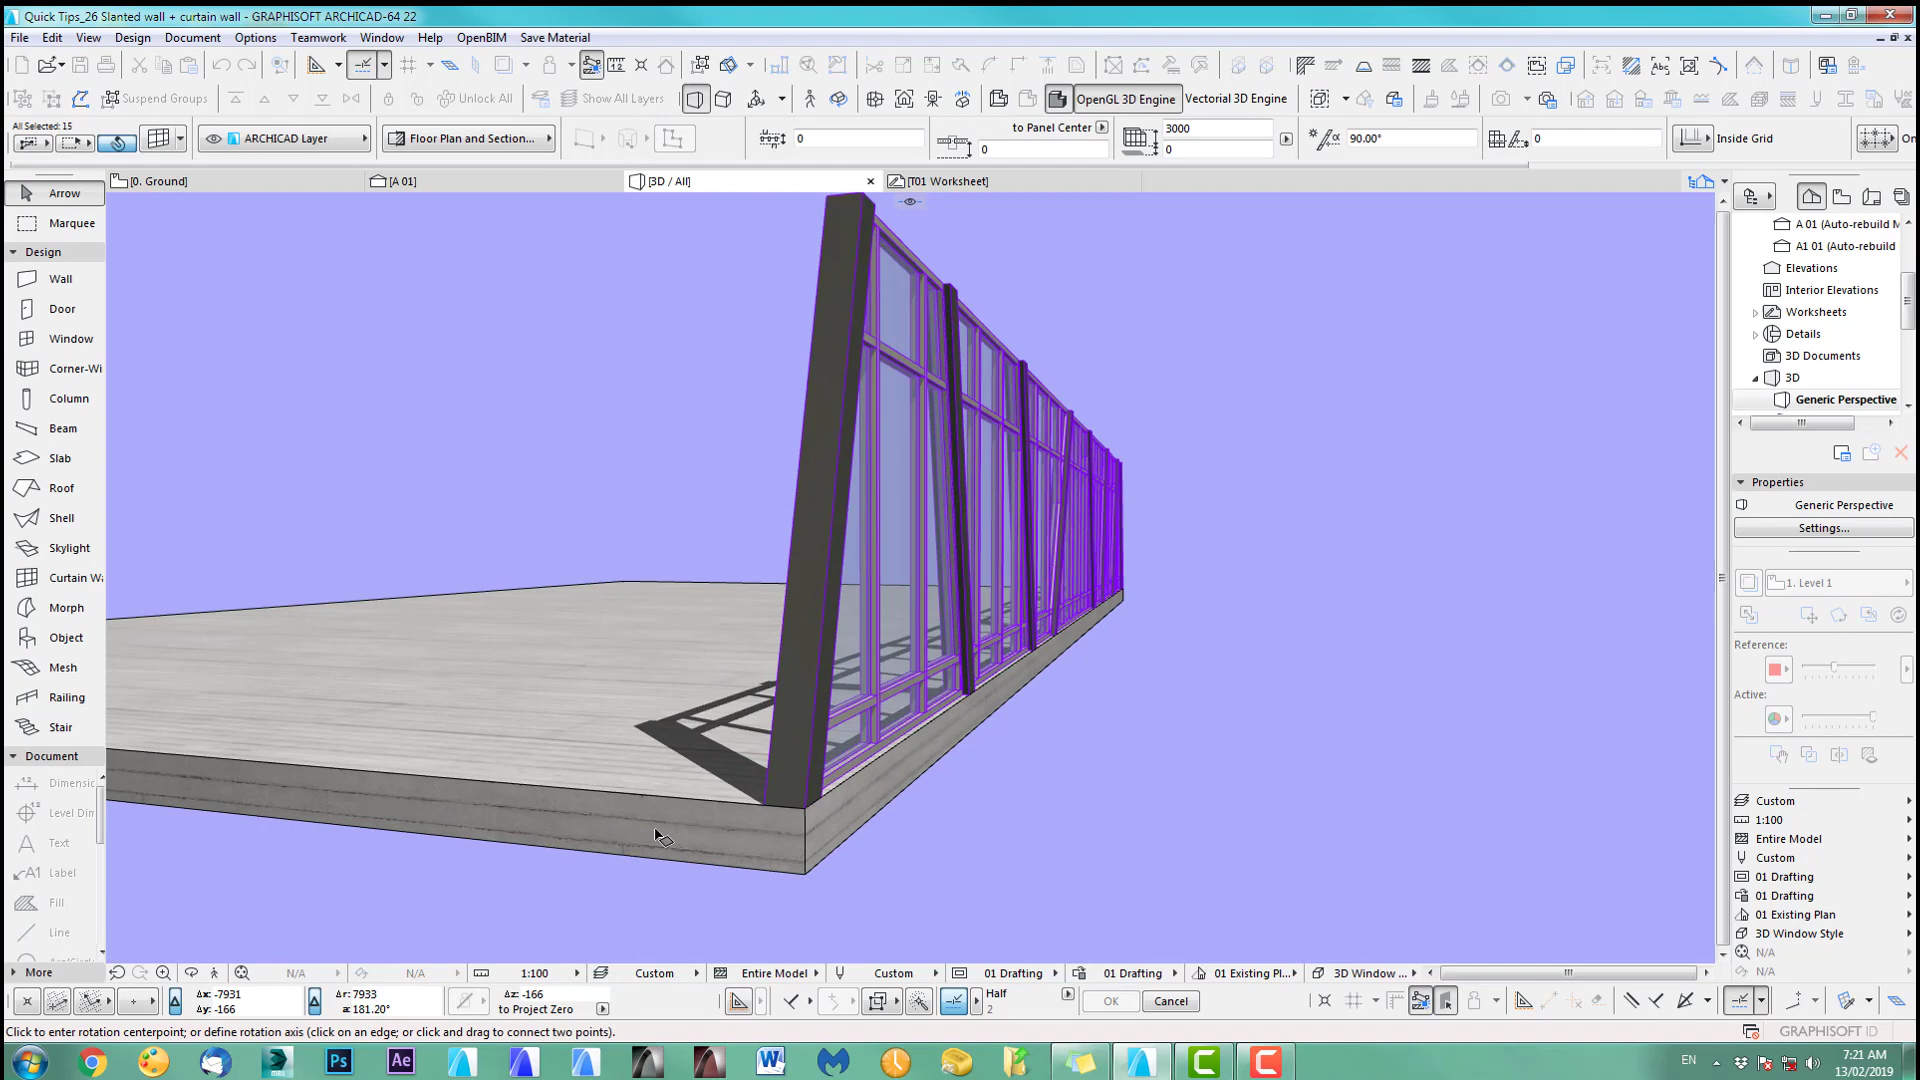 Quick Tips_26 Slanted wall + curtain wall - GRAPHISOFT ARCHICAD-64 22
File Edit View Design Document Options Teamwork Window Help OpenBIM Save Material
Suspend Groups
Unlock All
Show All Layers
OpenGL 3D Engine
Vectorial 3D Engine
All Selected: 15
ARCHICAD Layer
Floor Plan and Section...
0
to Panel Center
0
3000
0
90.00°
0
Inside Grid
On
Arrow
[0. Ground]
[A 01]
[3D / All]
[T01 Worksheet]
Marquee
Design
Wall
Door
Window
Corner-Wi
Column
Beam
Slab
Roof
Shell
Skylight
Curtain Wa
Morph
Object
Mesh
Railing
Stair
Document
Dimensic
Level Dim
Text
Label
Fill
Line
More
A 01 (Auto-rebuild M
A1 01 (Auto-rebuild
Elevations
Interior Elevations
Worksheets
Details
3D Documents
3D
Generic Perspective
Properties
Generic Perspective
Settings...
1. Level 1
Reference:
Active:
Custom
1:100
Entire Model
Custom
01 Drafting
01 Drafting
01 Existing Plan
3D Window Style
N/A
N/A
N/A N/A 1:100 Custom Entire Model Custom 01 Drafting 01 Drafting 01 Existing Pl... 3D Window ...
Δx: -7931
Δy: -166
Δr: 7933
a: 181.20°
Δz: -166
to Project Zero
Half
2
OK
Cancel
Click to enter rotation centerpoint; or define rotation axis (click on an edge; or click and drag to connect two points).
GRAPHISOFT ID
Ps
Ae
EN
7:21 AM
13/02/2019